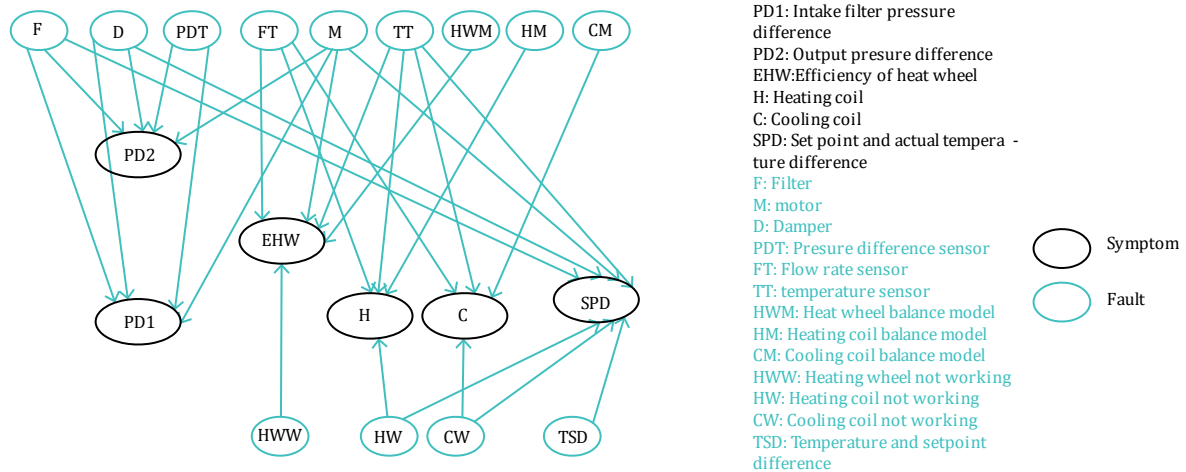 F
D
PDT
FT
M
TT
HWM
HM
CM
PD2
EHW
PD1
H
C
SPD
HWW
HW
CW
TSD
PD1: Intake filter pressure
difference
PD2: Output presure difference
EHW:Efficiency of heat wheel
H: Heating coil
C: Cooling coil
SPD: Set point and actual tempera -
ture difference
F: Filter
M: motor
D: Damper
PDT: Presure difference sensor
FT: Flow rate sensor
TT: temperature sensor
HWM: Heat wheel balance model
HM: Heating coil balance model
CM: Cooling coil balance model
HWW: Heating wheel not working
HW: Heating coil not working
CW: Cooling coil not working
TSD: Temperature and setpoint
difference
Symptom
Fault